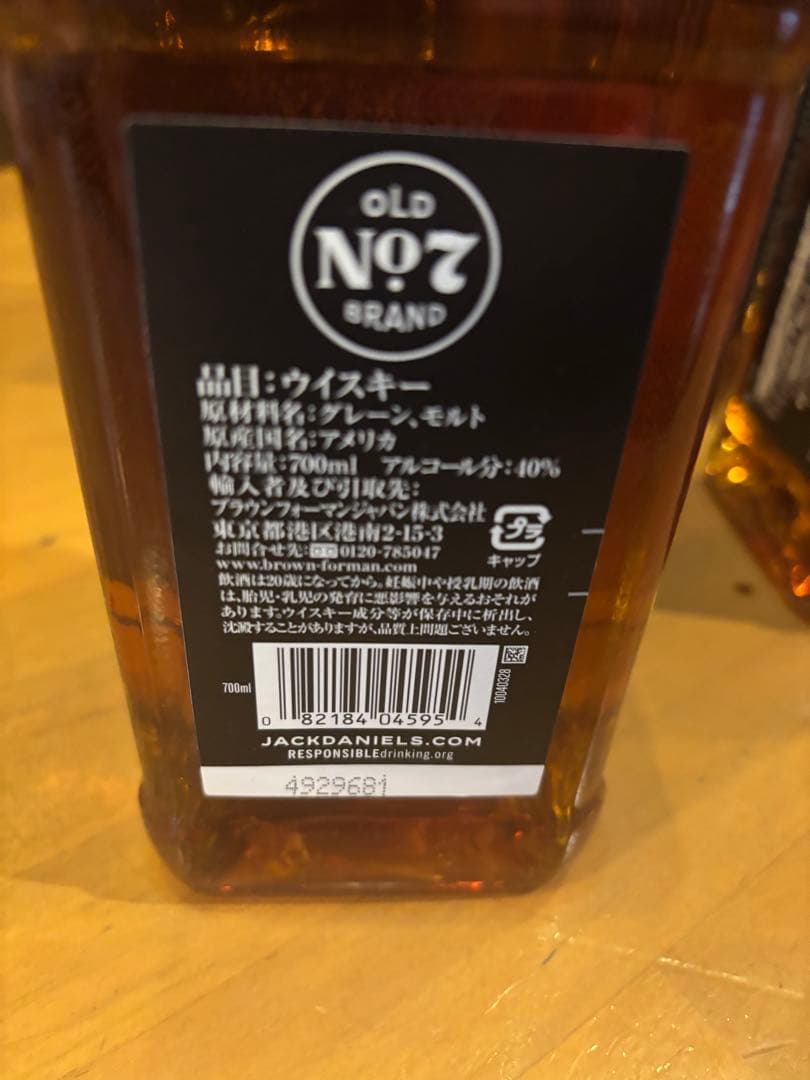 OLD
No.7
BRAND
品目:ウイスキー
原材料名:グレーン、モルト
原産国名:アメリカ
内容量:700ml アルコール分:40%
輸入者及び引取先:
ブラウンフォーマンジャパン株式会社
東京都港区港南2-15-3
お問合せ先: 0120-785047
www.brown-forman.com
プラ
キャップ
飲酒は20歳になってから。妊娠中や授乳期の飲酒
は、胎児・乳児の発育に悪影響を与えるおそれが
あります。ウイスキー成分等が保存中に析出し、
沈澱することがありますが、品質上問題ございません。
700ml
0 82184 04595 4
10040328
JACKDANIELS.COM
RESPONSIBLEdrinking.org
4929681